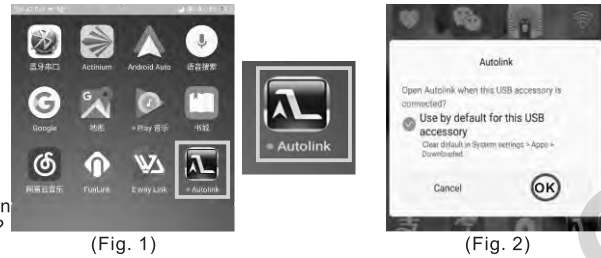 蓝牙串口
Actinium
Android Auto
语音搜索
Google
地图
Play 音乐
书城
网易云音乐
FunLink
E way Link
Autolink
Autolink
n
?
(Fig. 1)
Autolink
Open Autolink when this USB accessory is
connected?
Use by default for this USB
accessory
Clear default in System settings > Apps >
Downloaded.
Cancel
OK
(Fig. 2)